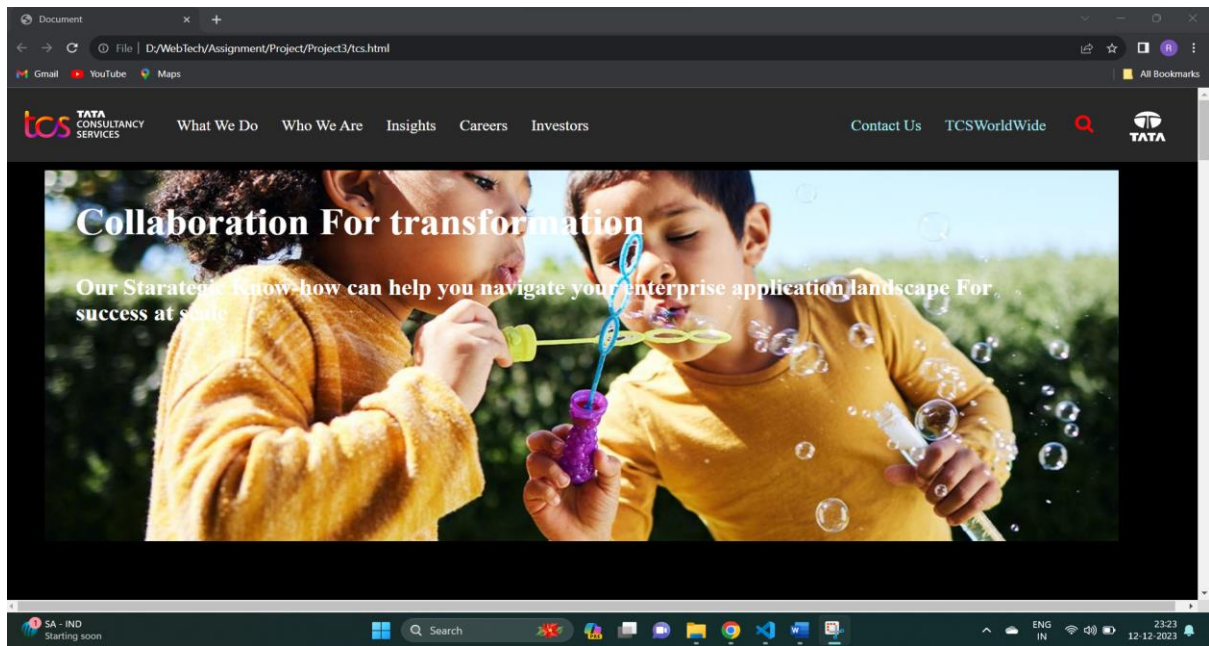 Document
File D:/WebTech/Assignment/Project/Project3/tcs.html
Gmail YouTube Maps All Bookmarks
R
tcs TATA CONSULTANCY SERVICES
What We Do Who We Are Insights Careers Investors Contact Us TCSWorldWide
TATA
Collaboration For transformation
Our Starategic Know-how can help you navigate your enterprise application landscape For
success at scale
1
SA - IND
Starting soon
Search
PRE
ENG
IN
23:23
12-12-2023